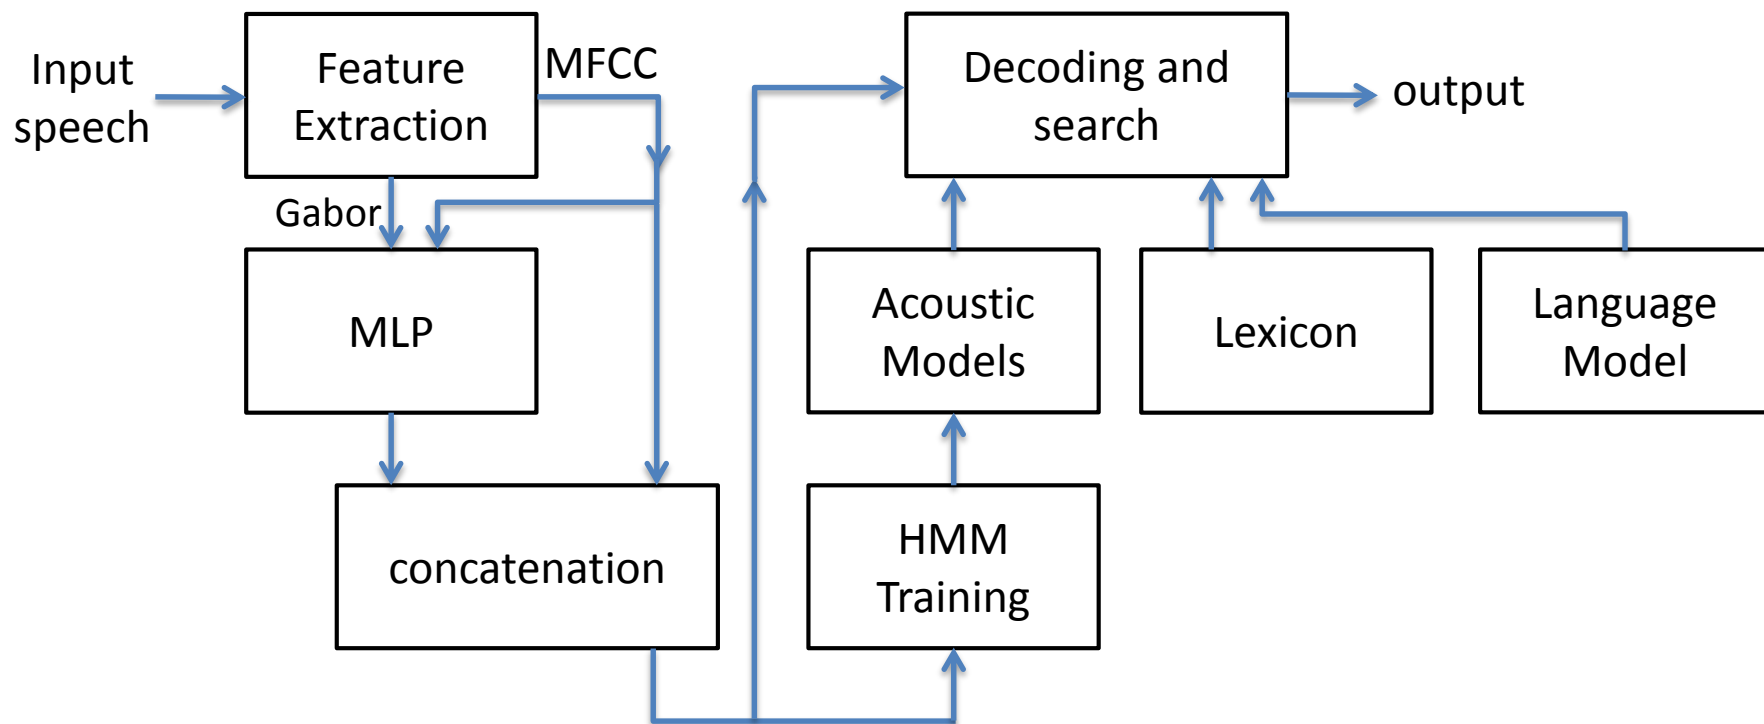 Input
speech
Feature
Extraction
MFCC
Decoding and
search
output
Gabor
MLP
Acoustic
Models
Lexicon
Language
Model
concatenation
HMM
Training